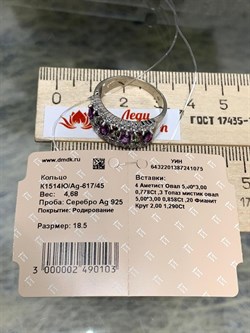 Леди
ГОСТ 17435-
www.dmdk.ru
УИН
6432201387241075
Кольцо
К1514Ю/Ag-617/45
Вес: 4,68
Проба: Серебро Ag 925
Покрытие: Родирование
Размер: 18.5
Вставки:
4 Аметист Овал 5,00*3,00
0,778Ct ,3 Топаз мистик овал
5,00*3,00 0,858Ct ,20 Фианит
Круг 2,00 1,290Ct
3 000002 490103